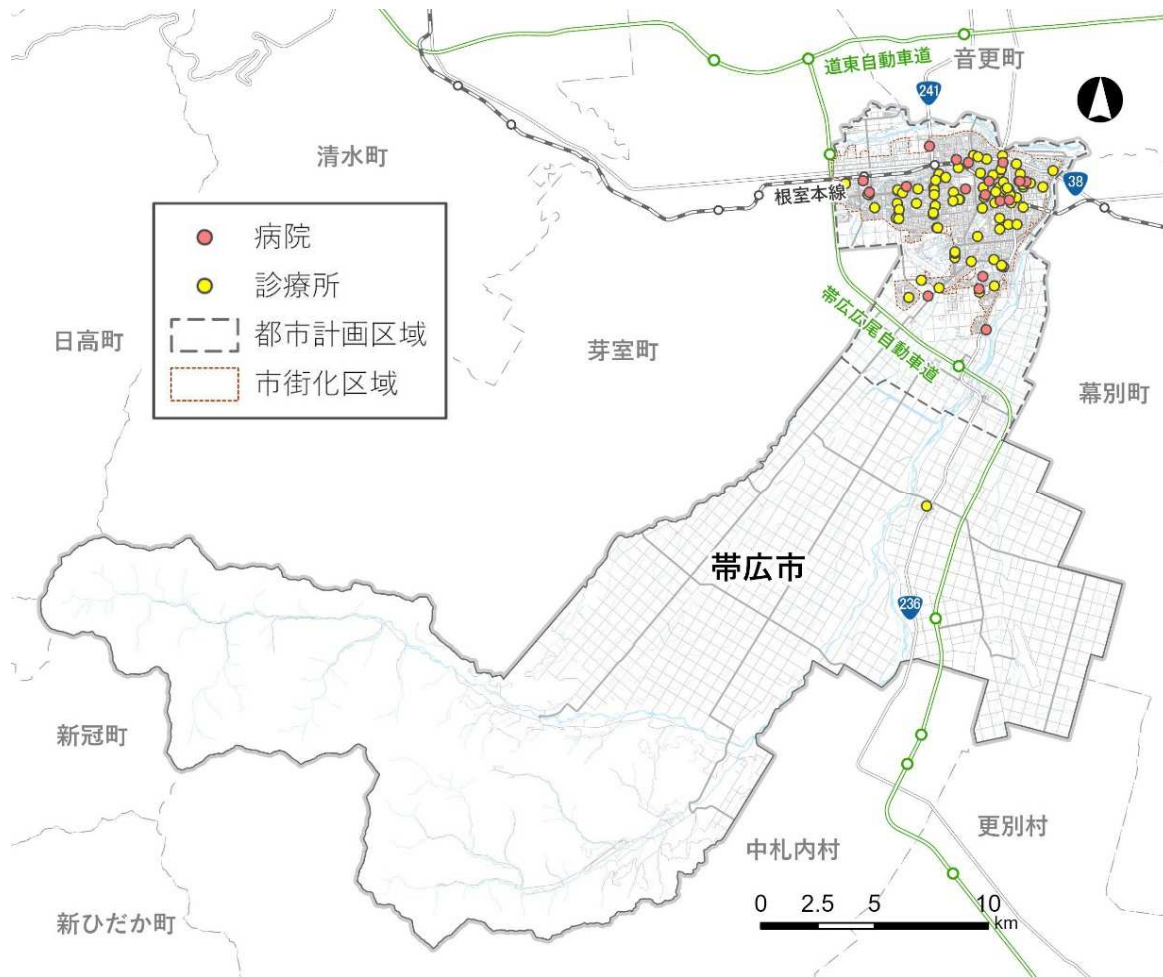 道東自動車道
音更町
241
清水町
38
根室本線
病院
診療所
都市計画区域
市街化区域
日高町
芽室町
帯広広尾自動車道
幕別町
帯広市
236
新冠町
更別村
中札内村
新ひだか町
0 2.5 5 10
km